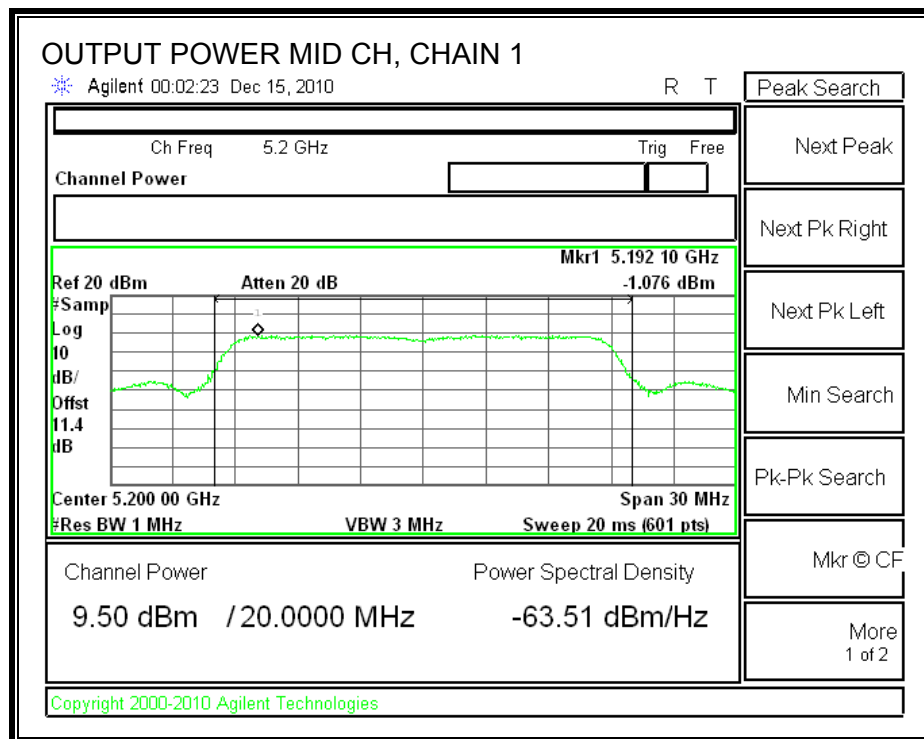 OUTPUT POWER MID CH, CHAIN 1
Agilent 00:02:23 Dec 15, 2010 R T
Peak Search
Ch Freq 5.2 GHz Trig Free
Channel Power
Mkr1 5.192 10 GHz
Ref 20 dBm Atten 20 dB -1.076 dBm
#Samp
Log
10
dB/
Offst
11.4
dB
1
Center 5.200 00 GHz Span 30 MHz
#Res BW 1 MHz VBW 3 MHz Sweep 20 ms (601 pts)
Channel Power Power Spectral Density
9.50 dBm / 20.0000 MHz -63.51 dBm/Hz
Next Peak
Next Pk Right
Next Pk Left
Min Search
Pk-Pk Search
Mkr © CF
More
1 of 2
Copyright 2000-2010 Agilent Technologies